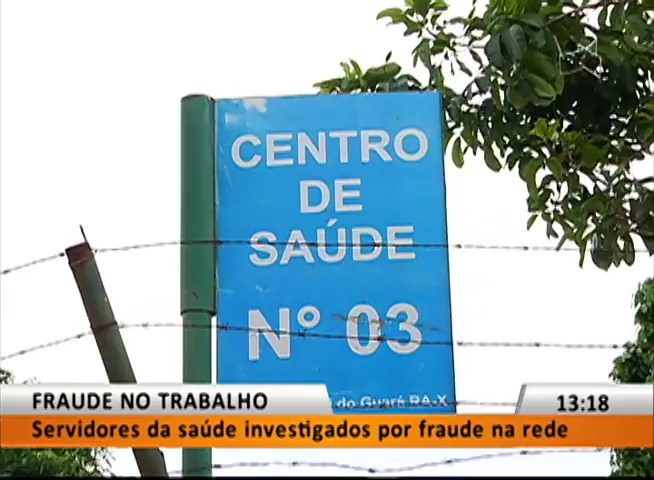 CENTRO
DE
SAÚDE
Nº 03
do Guará RA-X
FRAUDE NO TRABALHO
13:18
Servidores da saúde investigados por fraude na rede